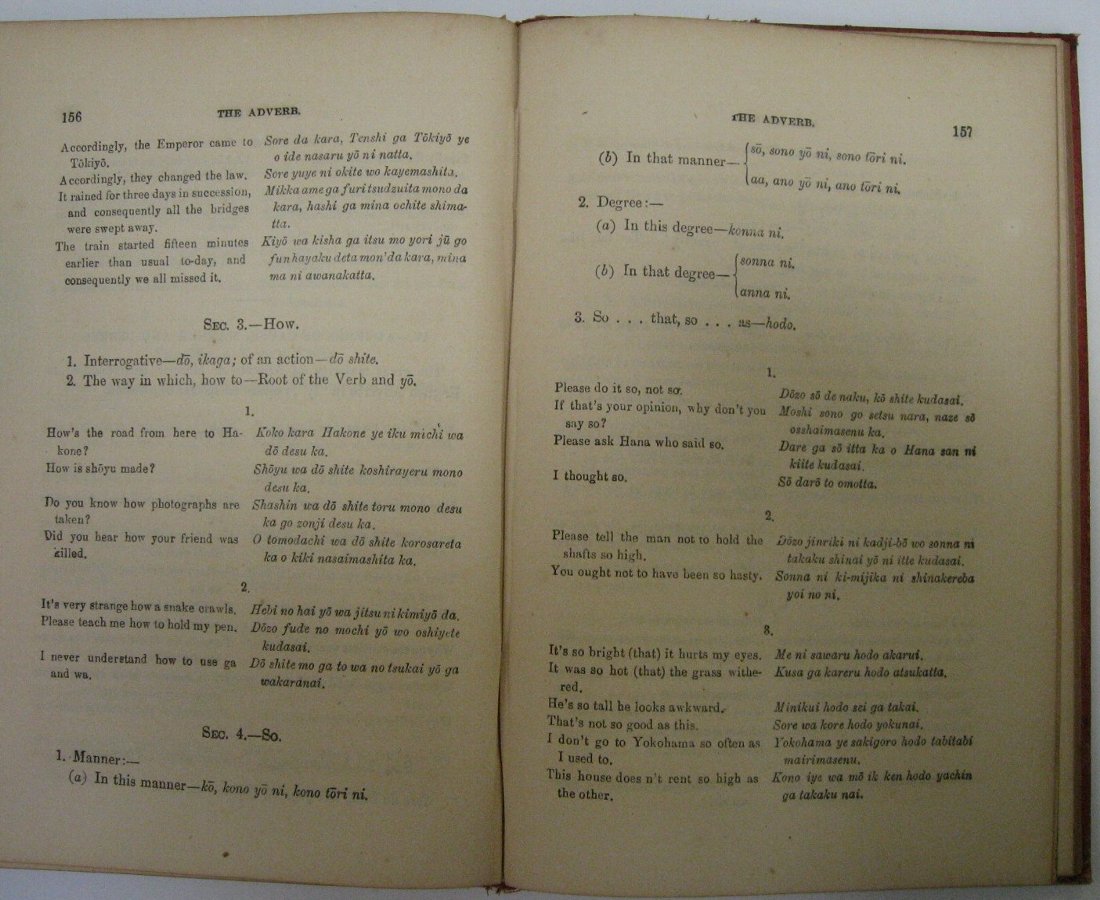 156 THE ADVERB.
Accordingly, the Emperor came to Sore da kara, Tenshi ga Tōkiyō ye
Tōkiyō. o ide nasaru yō ni natta.
Accordingly, they changed the law. Sore yuye ni okite wo kayemashita.
It rained for three days in succession, Mikka ame ga furitsudzuita mono da
and consequently all the bridges kara, hashi ga mina ochite shima-
were swept away. tta.
The train started fifteen minutes Kiyō wa kisha ga itsu mo yori jū go
earlier than usual to-day, and fun hayaku deta mon' da kara, mina
consequently we all missed it. ma ni awanakatta.
SEC. 3.—How.
1. Interrogative—dō, ikaga; of an action—dō shite.
2. The way in which, how to—Root of the Verb and yō.
1.
How's the road from here to Ha- Koko kara Hakone ye iku michi wa
kone? dō desu ka.
How is shōyu made? Shōyu wa dō shite koshirayeru mono
desu ka.
Do you know how photographs are Shashin wa dō shite toru mono desu
taken? ka go zonji desu ka.
Did you hear how your friend was O tomodachi wa dō shite korosareta
killed. ka o kiki nasaimashita ka.
2.
It's very strange how a snake crawls. Hebi no hai yō wa jitsu ni kimiyō da.
Please teach me how to hold my pen. Dōzo fude no mochi yō wo oshiyete
kudasai.
I never understand how to use ga Dō shite mo ga to wa no tsukai yō ga
and wa. wakaranai.
SEC. 4.—So.
1. Manner:—
(a) In this manner—kō, kono yō ni, kono tōri ni.
THE ADVERB. 157
(b) In that manner— sō, sono yō ni, sono tōri ni.
aa, ano yō ni, ano tōri ni.
2. Degree:—
(a) In this degree—konna ni.
(b) In that degree— sonna ni.
anna ni.
3. So . . . that, so . . . as—hodo.
1.
Please do it so, not so. Dōzo sō de naku, kō shite kudasai.
If that's your opinion, why don't you Moshi sono go setsu nara, naze sō
say so? osshaimasenu ka.
Please ask Hana who said so. Dare ga sō itta ka o Hana san ni
kiite kudasai.
I thought so. Sō darō to omotta.
2.
Please tell the man not to hold the Dōzo jinriki ni kadji-bō wo sonna ni
shafts so high. takaku shinai yō ni itte kudasai.
You ought not to have been so hasty. Sonna ni ki-mijika ni shinakereba
yoi no ni.
3.
It's so bright (that) it hurts my eyes. Me ni sawaru hodo akarui.
It was so hot (that) the grass withe- Kusa ga kareru hodo atsukatta.
red.
He's so tall he looks awkward. Minikui hodo sei ga takai.
That's not so good as this. Sore wa kore hodo yokunai.
I don't go to Yokohama so often as Yokohama ye sakigoro hodo tabitabi
I used to. mairimasenu.
This house does n't rent so high as Kono iye wa mō ik ken hodo yachin
the other. ga takaku nai.